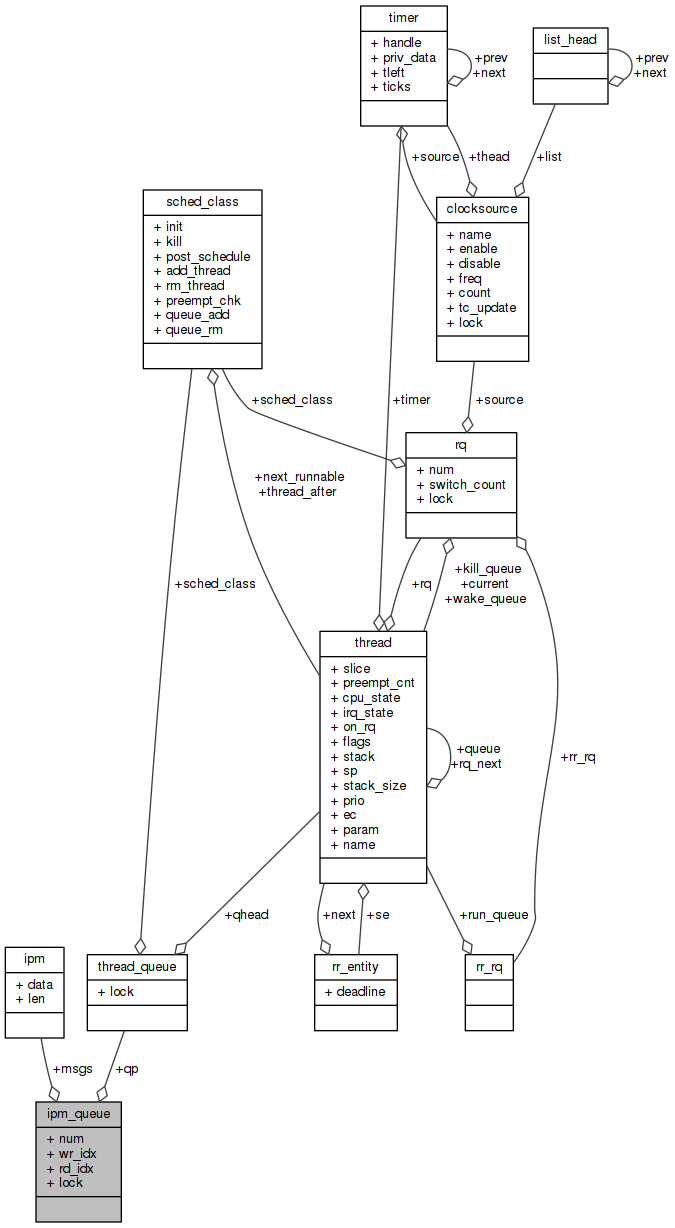 timer
+ handle
+ priv_data
+ tleft
+ ticks
+prev
+next
list_head
+prev
+next
+source
+thead
+list
sched_class
+ init
+ kill
+ post_schedule
+ add_thread
+ rm_thread
+ preempt_chk
+ queue_add
+ queue_rm
clocksource
+ name
+ enable
+ disable
+ freq
+ count
+ tc_update
+ lock
+sched_class
+timer
+source
rq
+ num
+ switch_count
+ lock
+next_runnable
+thread_after
+sched_class
+rq
+kill_queue
+current
+wake_queue
thread
+ slice
+ preempt_cnt
+ cpu_state
+ irq_state
+ on_rq
+ flags
+ stack
+ sp
+ stack_size
+ prio
+ ec
+ param
+ name
+queue
+rq_next
+rr_rq
+qhead
+next
+se
+run_queue
ipm
+ data
+ len
thread_queue
+ lock
rr_entity
+ deadline
rr_rq
+msgs
+qp
ipm_queue
+ num
+ wr_idx
+ rd_idx
+ lock